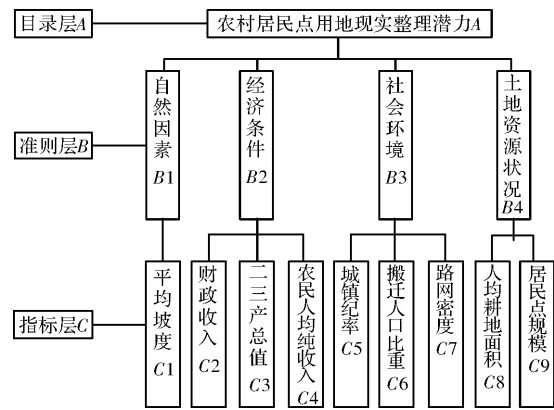 目录层A
农村居民点用地现实整理潜力A
准则层B
自然因素B1
经济条件B2
社会环境B3
土地资源状况B4
指标层C
平均坡度C1
财政收入C2
二三产总值C3
农民人均纯收入C4
城镇纪率C5
搬迁人口比重C6
路网密度C7
人均耕地面积C8
居民点规模C9